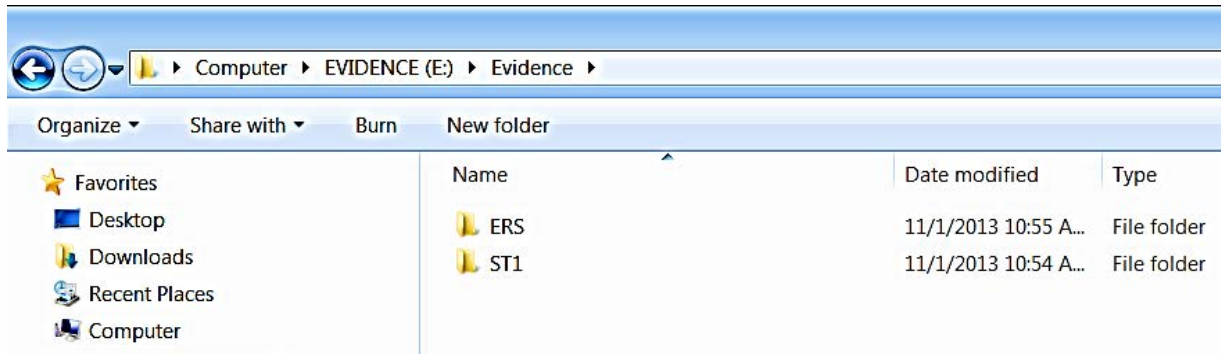 Computer EVIDENCE (E:) Evidence
Organize Share with Burn New folder
Favorites
Desktop
Downloads
Recent Places
Computer
Name Date modified Type
ERS 11/1/2013 10:55 A... File folder
ST1 11/1/2013 10:54 A... File folder